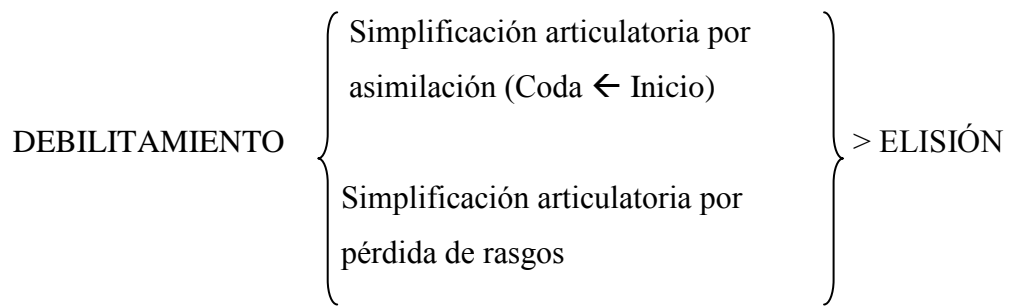 Simplificación articulatoria por
asimilación (Coda ← Inicio)
DEBILITAMIENTO
> ELISIÓN
Simplificación articulatoria por
pérdida de rasgos